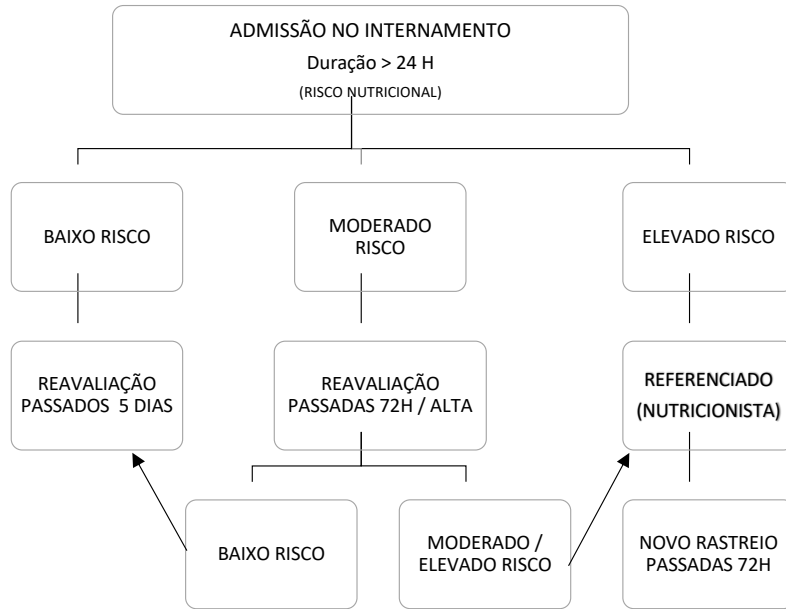 ADMISSÃO NO INTERNAMENTO
Duração > 24 H
(RISCO NUTRICIONAL)
BAIXO RISCO
MODERADO
RISCO
ELEVADO RISCO
REAVALIAÇÃO
PASSADOS 5 DIAS
REAVALIAÇÃO
PASSADAS 72H / ALTA
REFERENCIADO
(NUTRICIONISTA)
BAIXO RISCO
MODERADO /
ELEVADO RISCO
NOVO RASTREIO
PASSADAS 72H